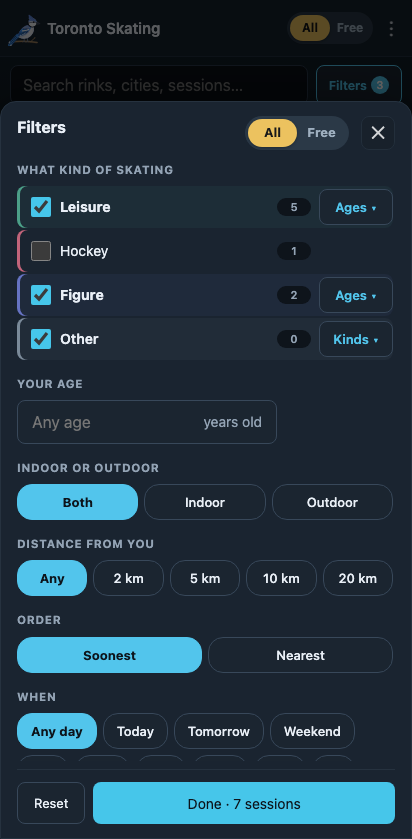 Toronto Skating
All Free
Search rinks, cities, sessions...
Filters 3
Filters
All Free
WHAT KIND OF SKATING
Leisure 5 Ages ▾
Hockey 1
Figure 2 Ages ▾
Other 0 Kinds ▾
YOUR AGE
Any age years old
INDOOR OR OUTDOOR
Both Indoor Outdoor
DISTANCE FROM YOU
Any 2 km 5 km 10 km 20 km
ORDER
Soonest Nearest
WHEN
Any day Today Tomorrow Weekend
Reset Done · 7 sessions